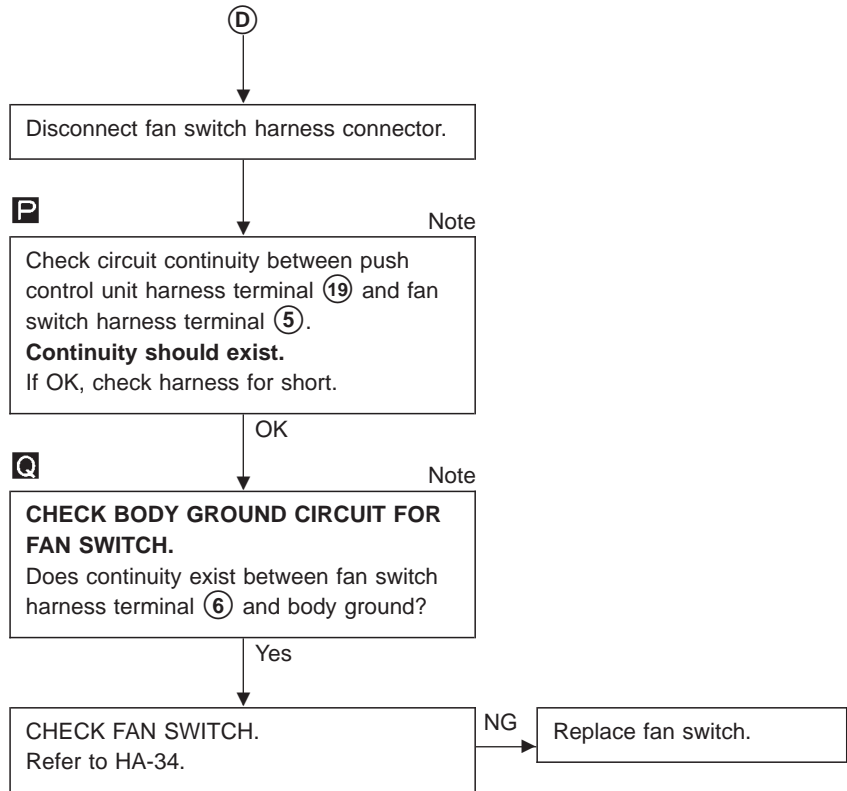 D
Disconnect fan switch harness connector.
P
Note
Check circuit continuity between push
control unit harness terminal 19 and fan
switch harness terminal 5.
Continuity should exist.
If OK, check harness for short.
OK
Q
Note
CHECK BODY GROUND CIRCUIT FOR
FAN SWITCH.
Does continuity exist between fan switch
harness terminal 6 and body ground?
Yes
CHECK FAN SWITCH.
Refer to HA-34.
NG
Replace fan switch.